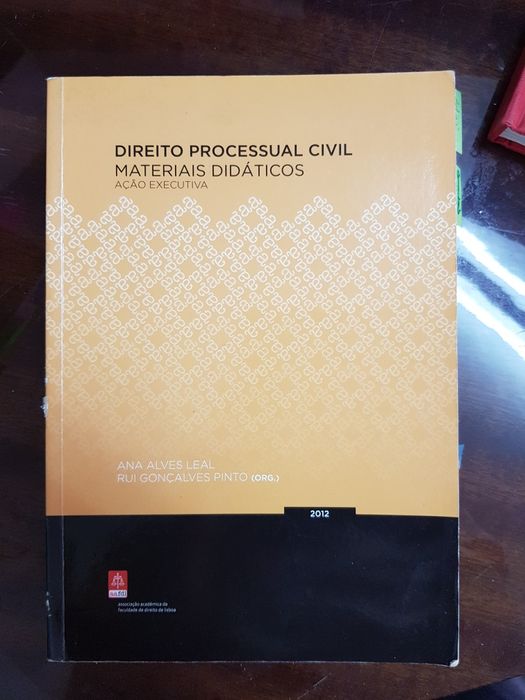 DIREITO PROCESSUAL CIVIL
MATERIAIS DIDÁTICOS
AÇÃO EXECUTIVA
ANA ALVES LEAL
RUI GONÇALVES PINTO (ORG.)
2012
aafdl
associação académica da
faculdade de direito de lisboa